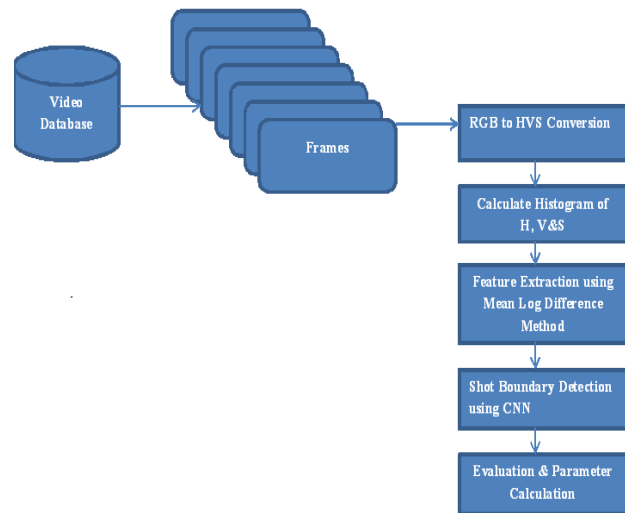 Video
Database
Frames
RGB to HVS Conversion
Calculate Histogram of
H, V&S
Feature Extraction using
Mean Log Difference
Method
Shot Boundary Detection
using CNN
Evaluation & Parameter
Calculation